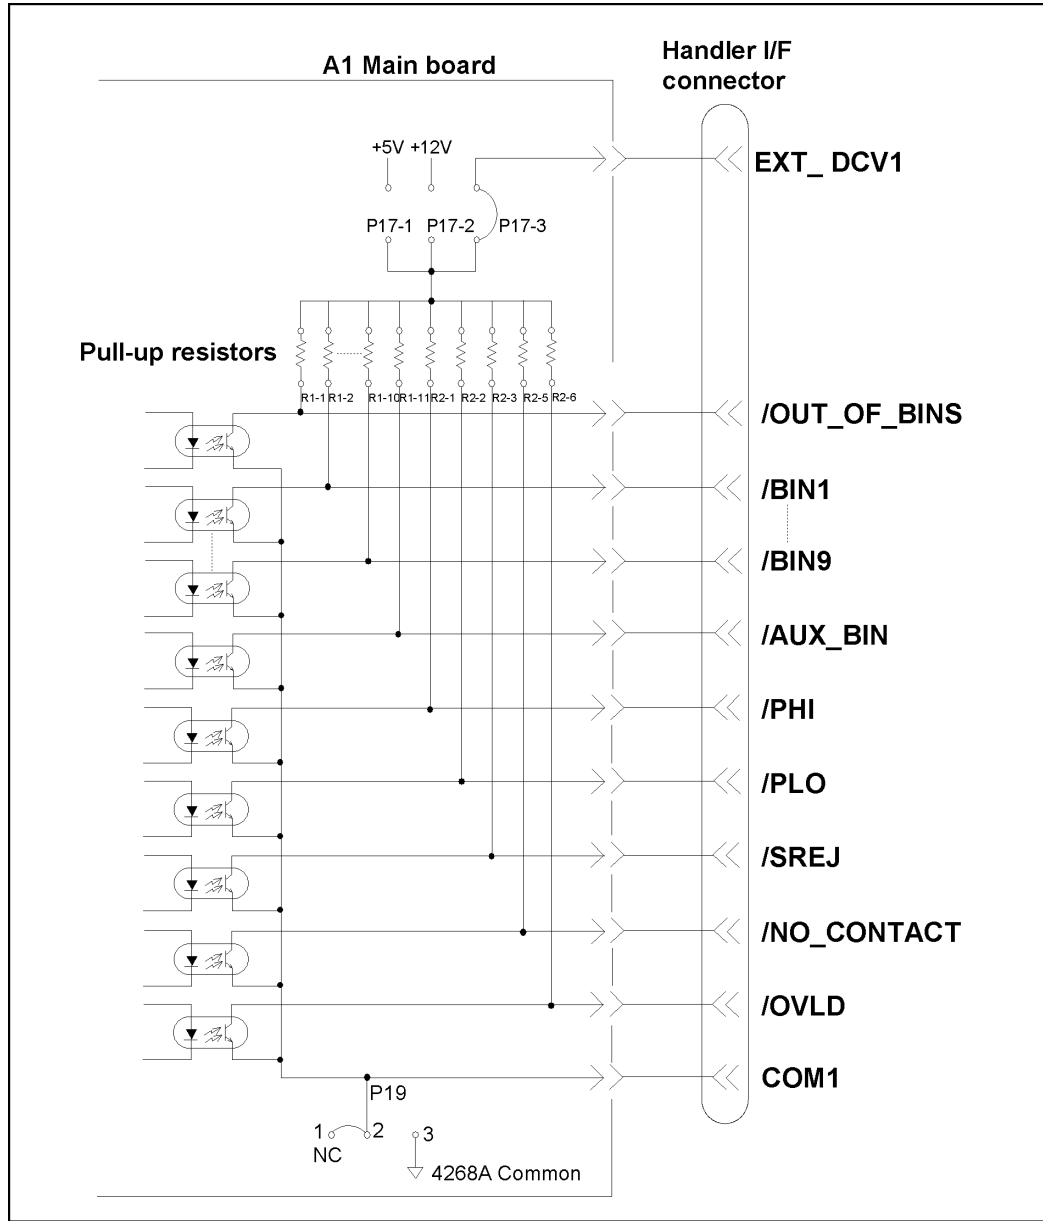 A1 Main board
Handler I/F
connector
+5V +12V
EXT_ DCV1
P17-1 P17-2 P17-3
Pull-up resistors
R1-1 R1-2 R1-10 R1-11 R2-1 R2-2 R2-3 R2-5 R2-6
/OUT_OF_BINS
/BIN1
/BIN9
/AUX_BIN
/PHI
/PLO
/SREJ
/NO_CONTACT
/OVLD
COM1
P19
1 2 3
NC
4268A Common